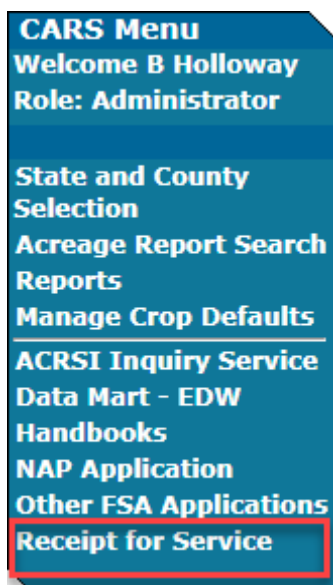 CARS Menu
Welcome B Holloway
Role: Administrator
State and County
Selection
Acreage Report Search
Reports
Manage Crop Defaults
ACRSI Inquiry Service
Data Mart - EDW
Handbooks
NAP Application
Other FSA Applications
Receipt for Service